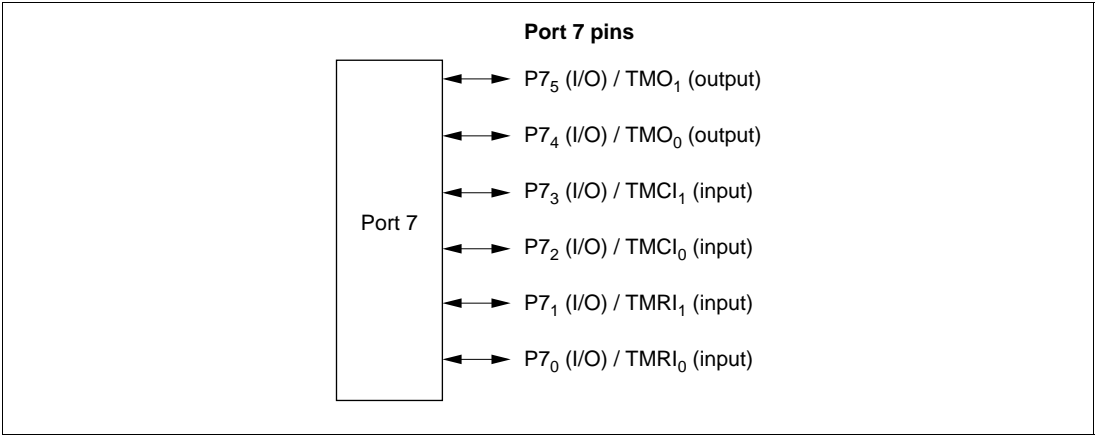 Port 7 pins
P7₅ (I/O) / TMO₁ (output)
P7₄ (I/O) / TMO₀ (output)
P7₃ (I/O) / TMCI₁ (input)
Port 7
P7₂ (I/O) / TMCI₀ (input)
P7₁ (I/O) / TMRI₁ (input)
P7₀ (I/O) / TMRI₀ (input)